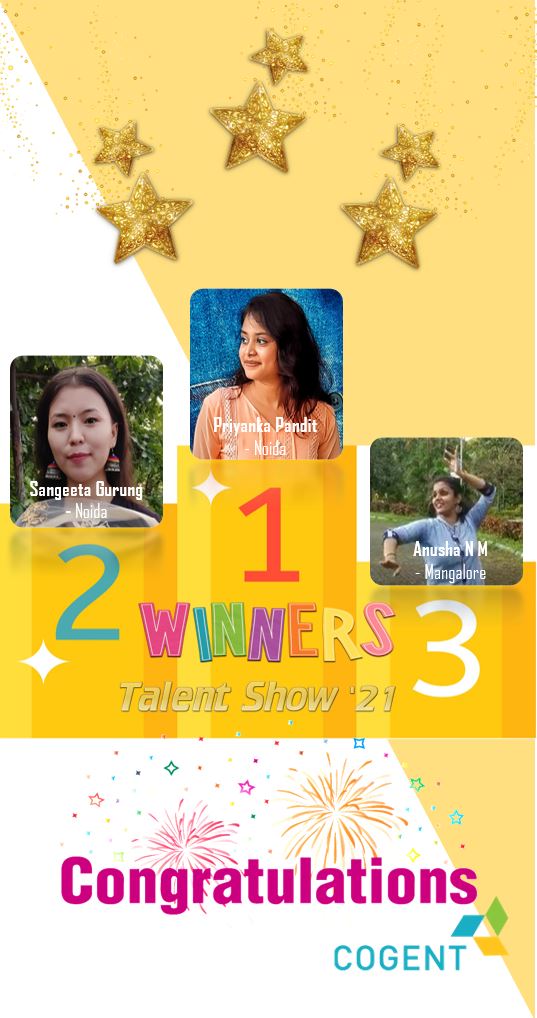 Priyanka Pandit
- Noida
Sangeeta Gurung
- Noida
Anusha N M
- Mangalore
1
2
3
WINNERS
Talent Show '21
Congratulations
COGENT